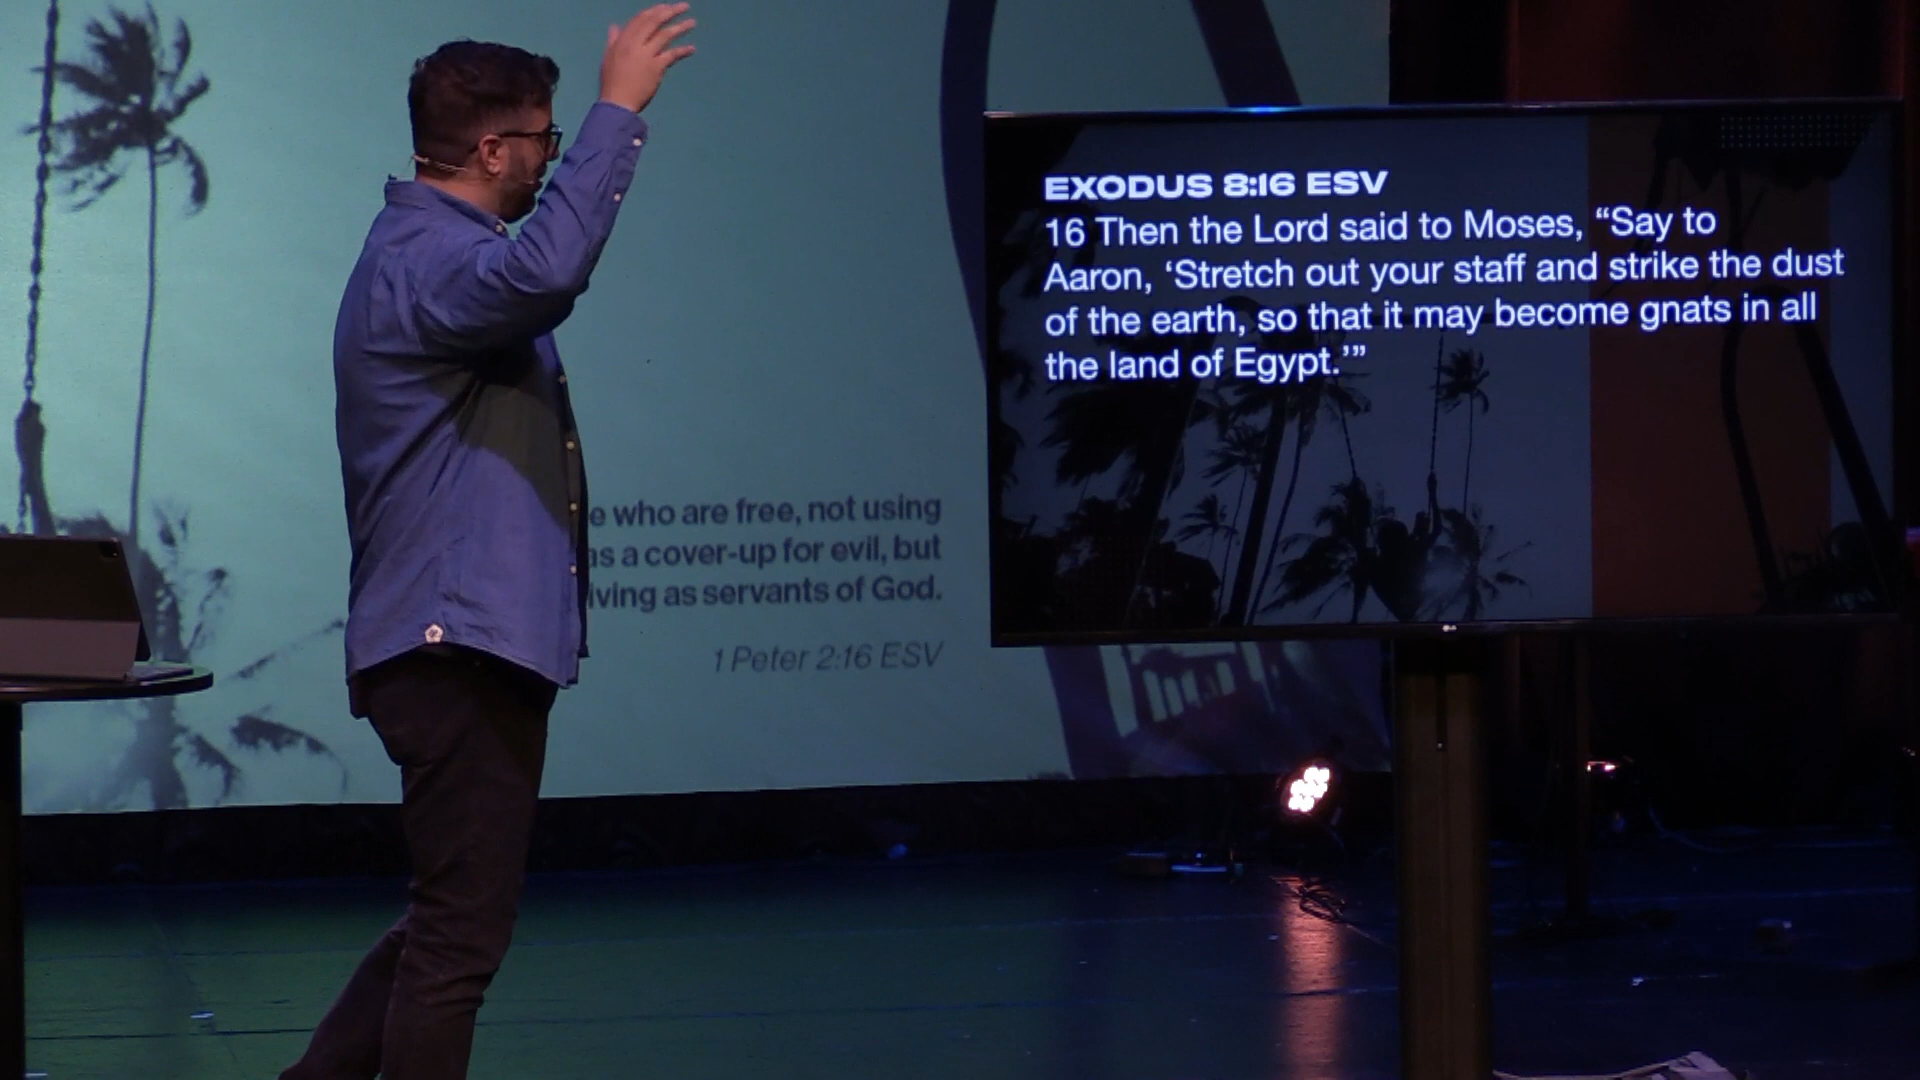 EXODUS 8:16 ESV
16 Then the Lord said to Moses, “Say to
Aaron, ‘Stretch out your staff and strike the dust
of the earth, so that it may become gnats in all
the land of Egypt.’”
e who are free, not using
as a cover-up for evil, but
iving as servants of God.
1 Peter 2:16 ESV
LG